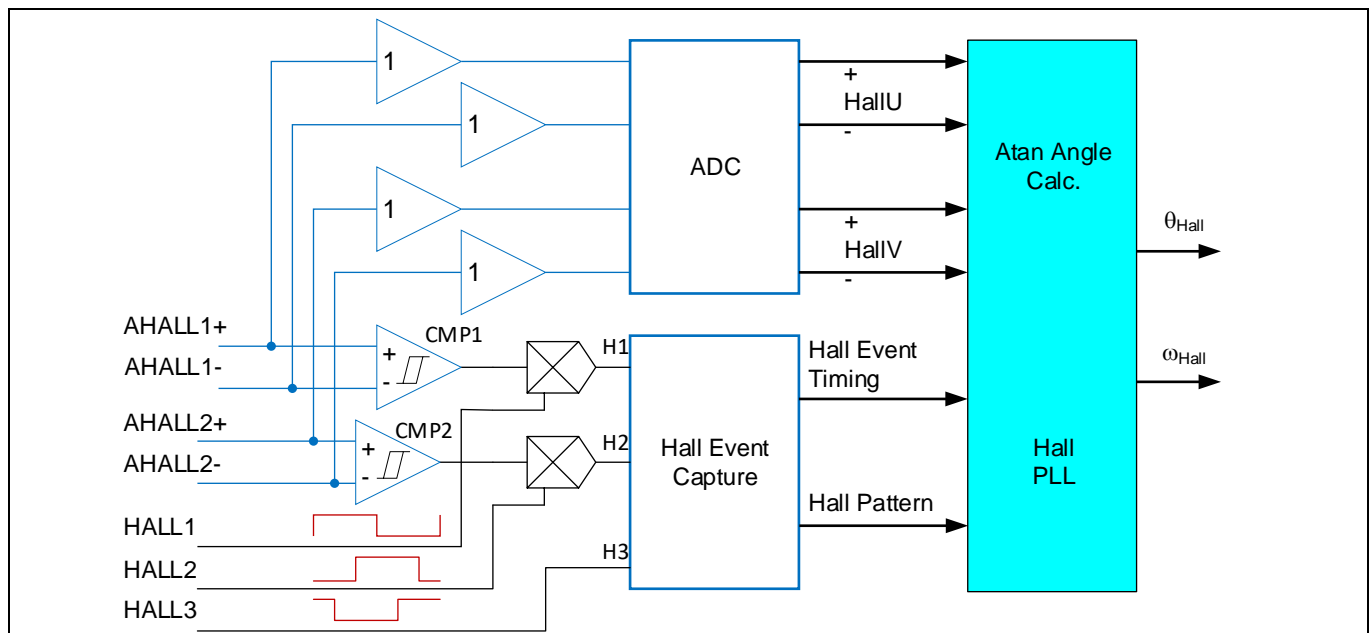 1
1
1
1
ADC
+
HallU
-
+
HallV
-
Atan Angle
Calc.
θHall
ωHall
Hall
PLL
AHALL1+
AHALL1-
AHALL2+
AHALL2-
CMP1
+
-
CMP2
+
-
H1
H2
H3
Hall Event
Capture
Hall Event
Timing
Hall Pattern
HALL1
HALL2
HALL3